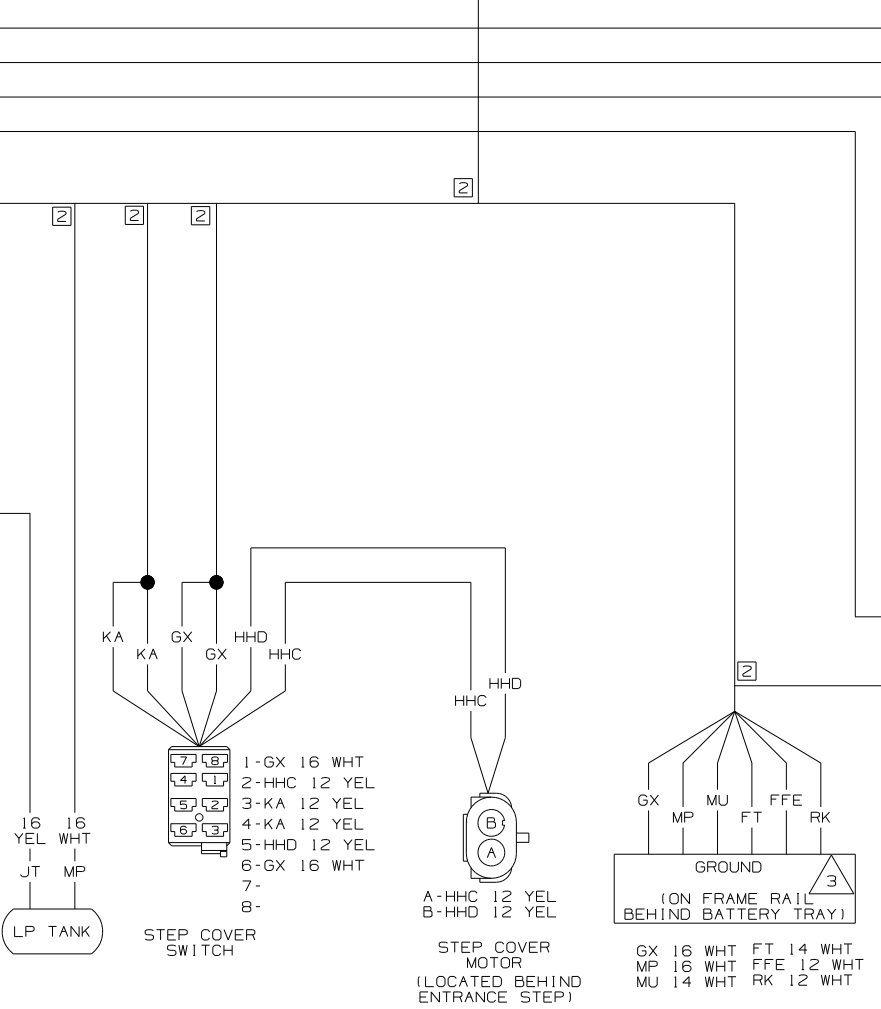 2
2
2
2
KA
GX
HHD
KA
GX
HHC
2
HHD
HHC
7 8
4 1
5 2
6 3
1-GX 16 WHT
2-HHC 12 YEL
3-KA 12 YEL
4-KA 12 YEL
5-HHD 12 YEL
6-GX 16 WHT
7-
8-
STEP COVER
SWITCH
16
YEL
JT
16
WHT
MP
LP TANK
B
A
A-HHC 12 YEL
B-HHD 12 YEL
STEP COVER
MOTOR
(LOCATED BEHIND
ENTRANCE STEP)
GX
MP
MU
FT
FFE
RK
GROUND
3
(ON FRAME RAIL
BEHIND BATTERY TRAY)
GX 16 WHT FT 14 WHT
MP 16 WHT FFE 12 WHT
MU 14 WHT RK 12 WHT